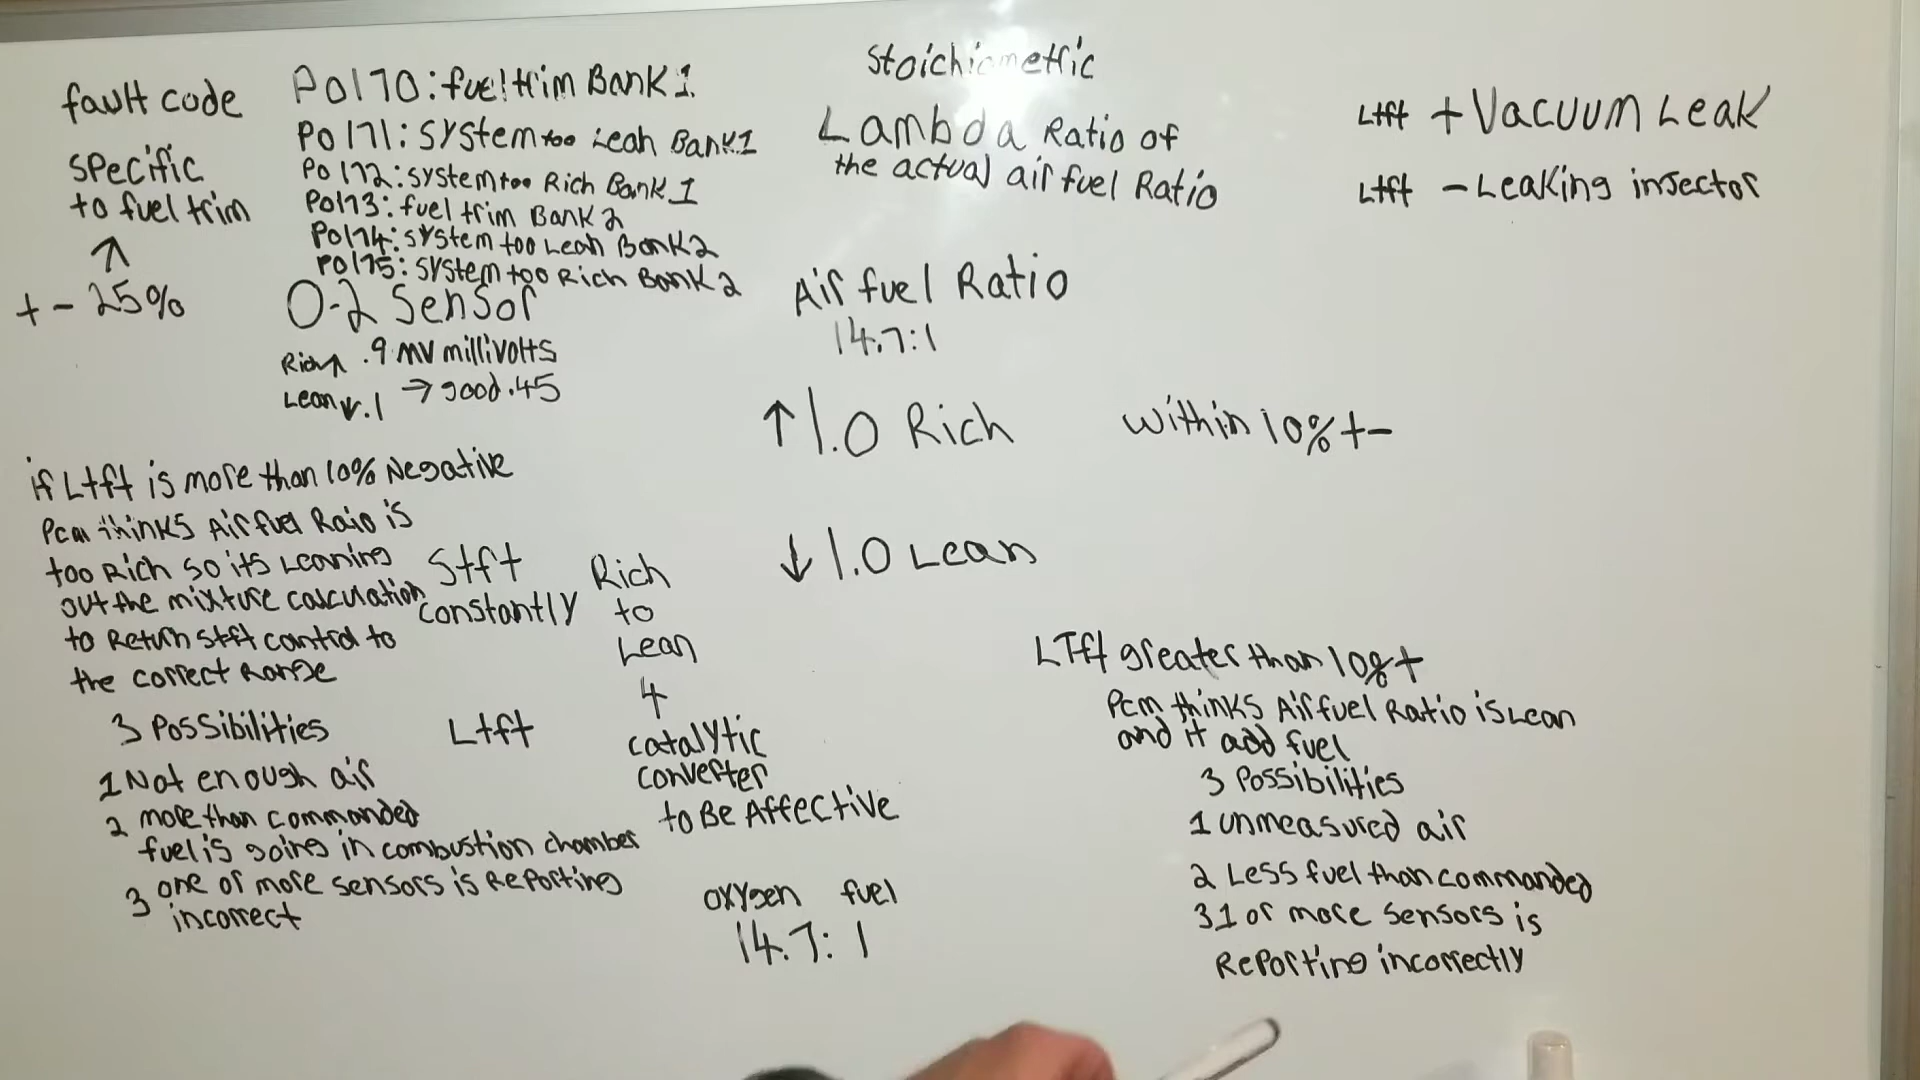 fault code
specific
to fuel trim
+ - 25%
P0170: fuel trim Bank 1.
P0171: system too Lean Bank 1
P0172: system too Rich Bank 1
P0173: fuel trim Bank 2
P0174: system too Lean Bank 2
P0175: system too Rich Bank 2
O-2 Sensor
Rich .9 mv millivolts
Lean .1 → good .45
Stoichiometric
Lambda Ratio of
the actual air fuel Ratio
Air fuel Ratio
14.7:1
↑ 1.0 Rich
↓ 1.0 Lean
within 10% + -
Ltft + Vacuum Leak
Ltft - Leaking injector
if Ltft is more than 10% Negative
Pcm thinks Air fuel Raio is
too Rich so its Leaning
out the mixture calculation
to Return stft control to
the correct Range
3 Possibilities
1 Not enough air
2 more than commanded
fuel is going in combustion chamber
3 one or more sensors is Reporting
incorrect
Stft
constantly
Ltft
Rich
to
Lean
4
catalytic
converter
to Be Affective
oxygen fuel
14.7: 1
LTft greater than 10% +
Pcm thinks Air fuel Ratio is Lean
and it add fuel
3 Possibilities
1 unmeasured air
2 Less fuel than commanded
3 1 or more sensors is
Reporting incorrectly